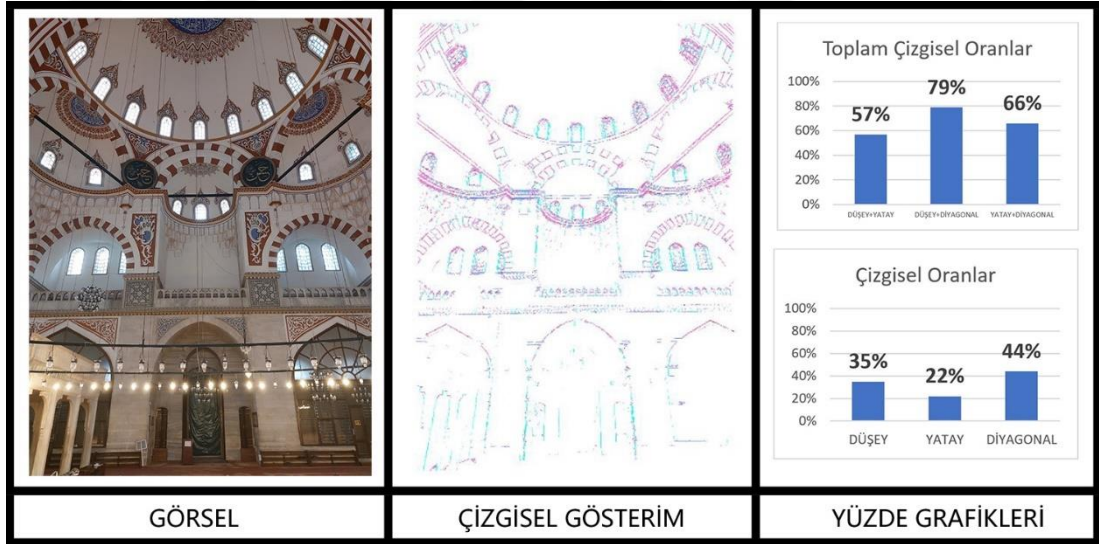 Toplam Çizgisel Oranlar
100%
80%
60%
40%
20%
0%
57%
79%
66%
DÜŞEY+YATAY
DÜŞEY+DİYAGONAL
YATAY+DİYAGONAL
Çizgisel Oranlar
100%
80%
60%
40%
20%
0%
35%
22%
44%
DÜŞEY
YATAY
DİYAGONAL
GÖRSEL
ÇİZGİSEL GÖSTERİM
YÜZDE GRAFİKLERİ